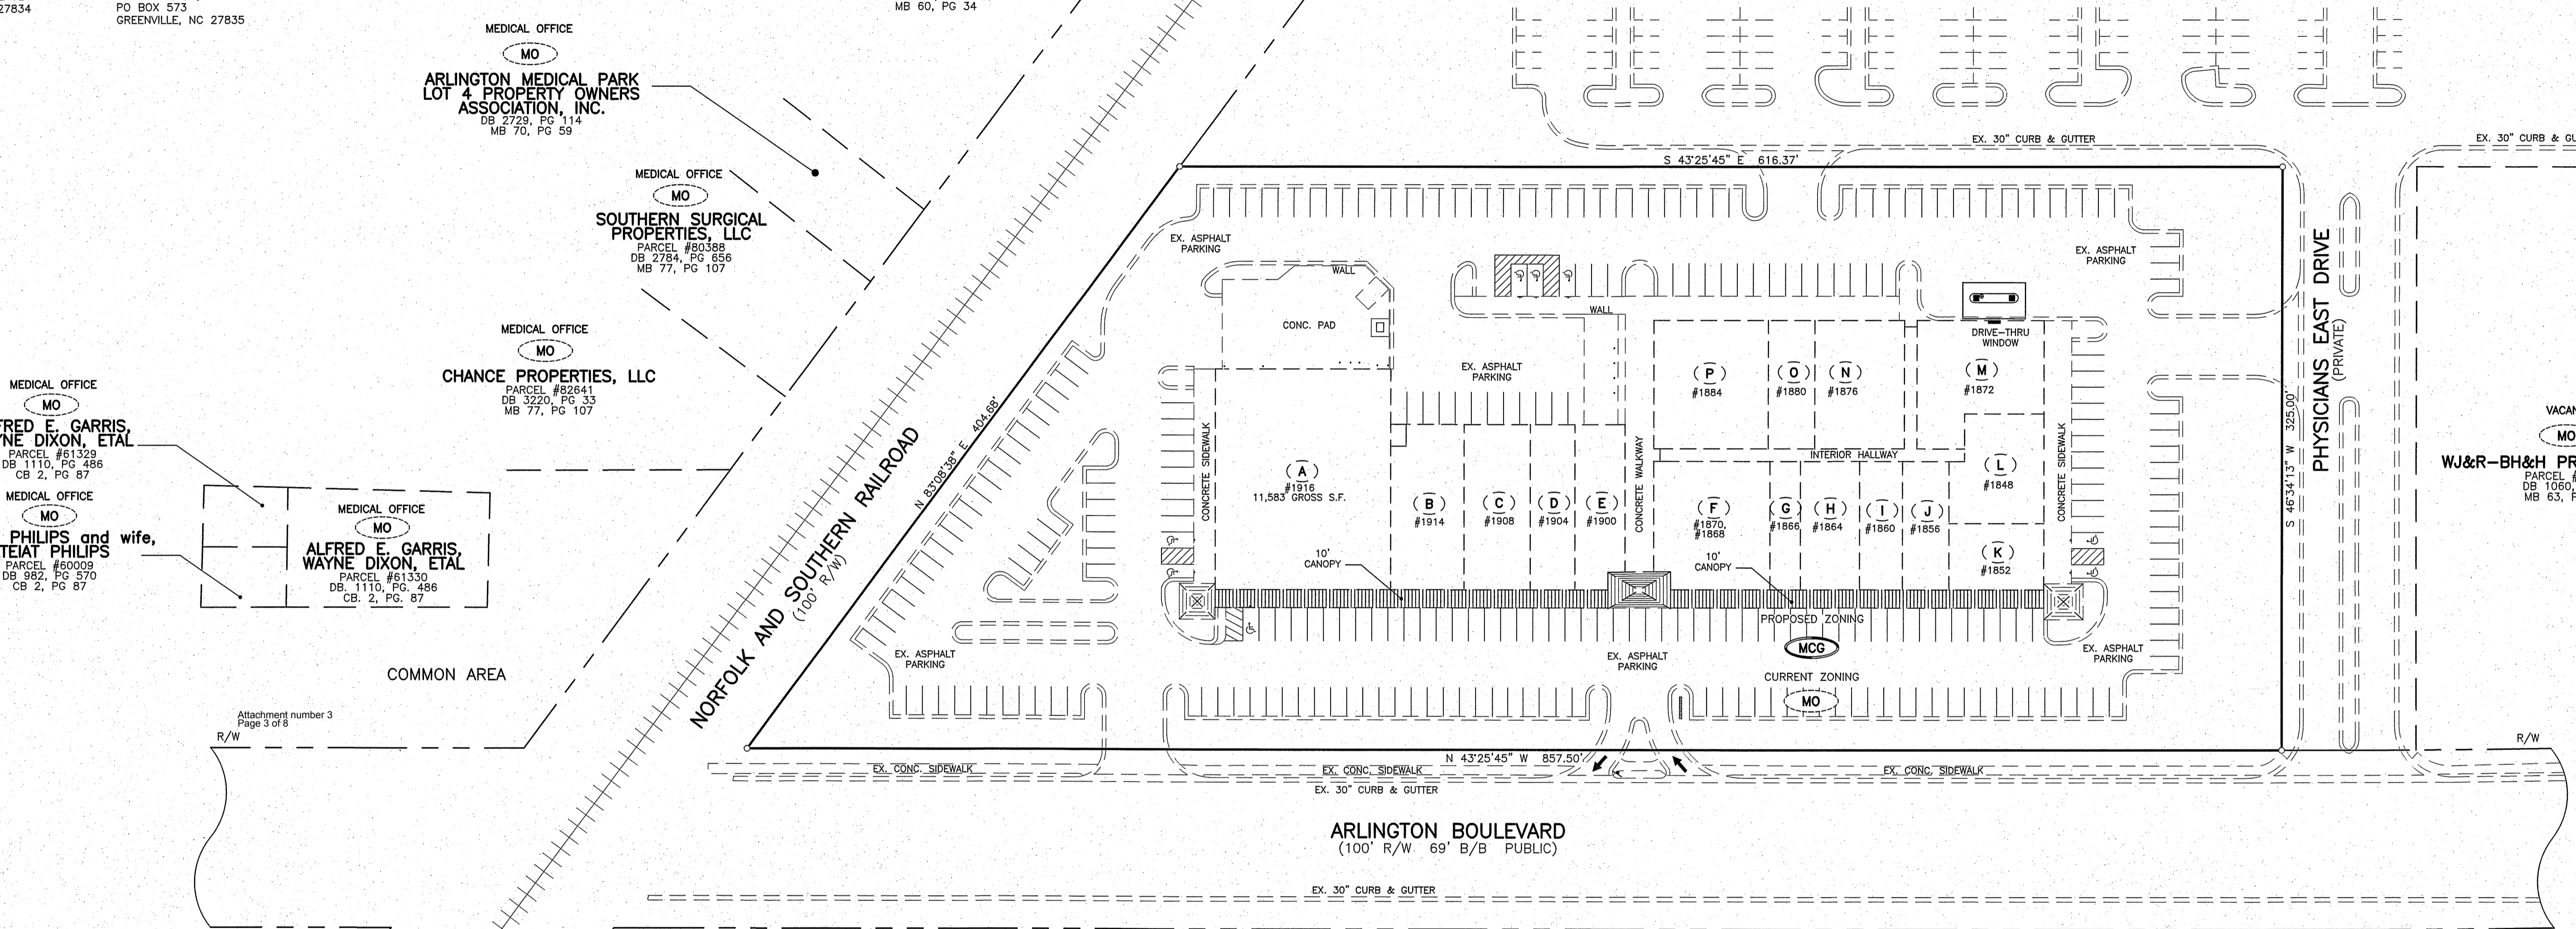 27834
PO BOX 573
GREENVILLE, NC 27835
MB 60, PG 34
MEDICAL OFFICE
MO
ARLINGTON MEDICAL PARK
LOT 4 PROPERTY OWNERS
ASSOCIATION, INC.
DB 2729, PG 114
MB 70, PG 59
MEDICAL OFFICE
MO
SOUTHERN SURGICAL
PROPERTIES, LLC
PARCEL #80388
DB 2784, PG 656
MB 77, PG 107
MEDICAL OFFICE
MO
CHANCE PROPERTIES, LLC
PARCEL #82641
DB 3220, PG 33
MB 77, PG 107
MEDICAL OFFICE
MO
FRED E. GARRIS,
NE DIXON, ETAL
PARCEL #61329
DB 1110, PG 486
CB 2, PG 87
MEDICAL OFFICE
MO
PHILIPS and wife,
TEIAT PHILIPS
PARCEL #60009
DB 982, PG 570
CB 2, PG 87
MEDICAL OFFICE
MO
ALFRED E. GARRIS,
WAYNE DIXON, ETAL
PARCEL #61330
DB. 1110, PG. 486
CB. 2, PG. 87
COMMON AREA
Attachment number 3
Page 3 of 8
R/W
NORFOLK AND SOUTHERN RAILROAD
(100' R/W)
N 83°08'38" E 404.68'
S 43°25'45" E 616.37'
EX. 30" CURB & GUTTER
EX. 30" CURB & GU
EX. ASPHALT
PARKING
EX. ASPHALT
PARKING
WALL
CONC. PAD
WALL
EX. ASPHALT
PARKING
DRIVE-THRU
WINDOW
P
#1884
O
#1880
N
#1876
M
#1872
CONCRETE SIDEWALK
CONCRETE WALKWAY
CONCRETE SIDEWALK
INTERIOR HALLWAY
A
#1916
11,583 GROSS S.F.
B
#1914
C
#1908
D
#1904
E
#1900
F
#1870,
#1868
G
#1866
H
#1864
I
#1860
J
#1856
L
#1848
K
#1852
10'
CANOPY
10'
CANOPY
PROPOSED ZONING
MCG
CURRENT ZONING
MO
EX. ASPHALT
PARKING
EX. ASPHALT
PARKING
EX. ASPHALT
PARKING
S 46°34'13" W 325.00'
PHYSICIANS EAST DRIVE
(PRIVATE)
VACAN
MO
WJ&R-BH&H PR
PARCEL #
DB 1060,
MB 63, P
R/W
N 43°25'45" W 857.50'
EX. CONC. SIDEWALK
EX. CONC. SIDEWALK
EX. CONC. SIDEWALK
EX. 30" CURB & GUTTER
ARLINGTON BOULEVARD
(100' R/W 69' B/B PUBLIC)
EX. 30" CURB & GUTTER